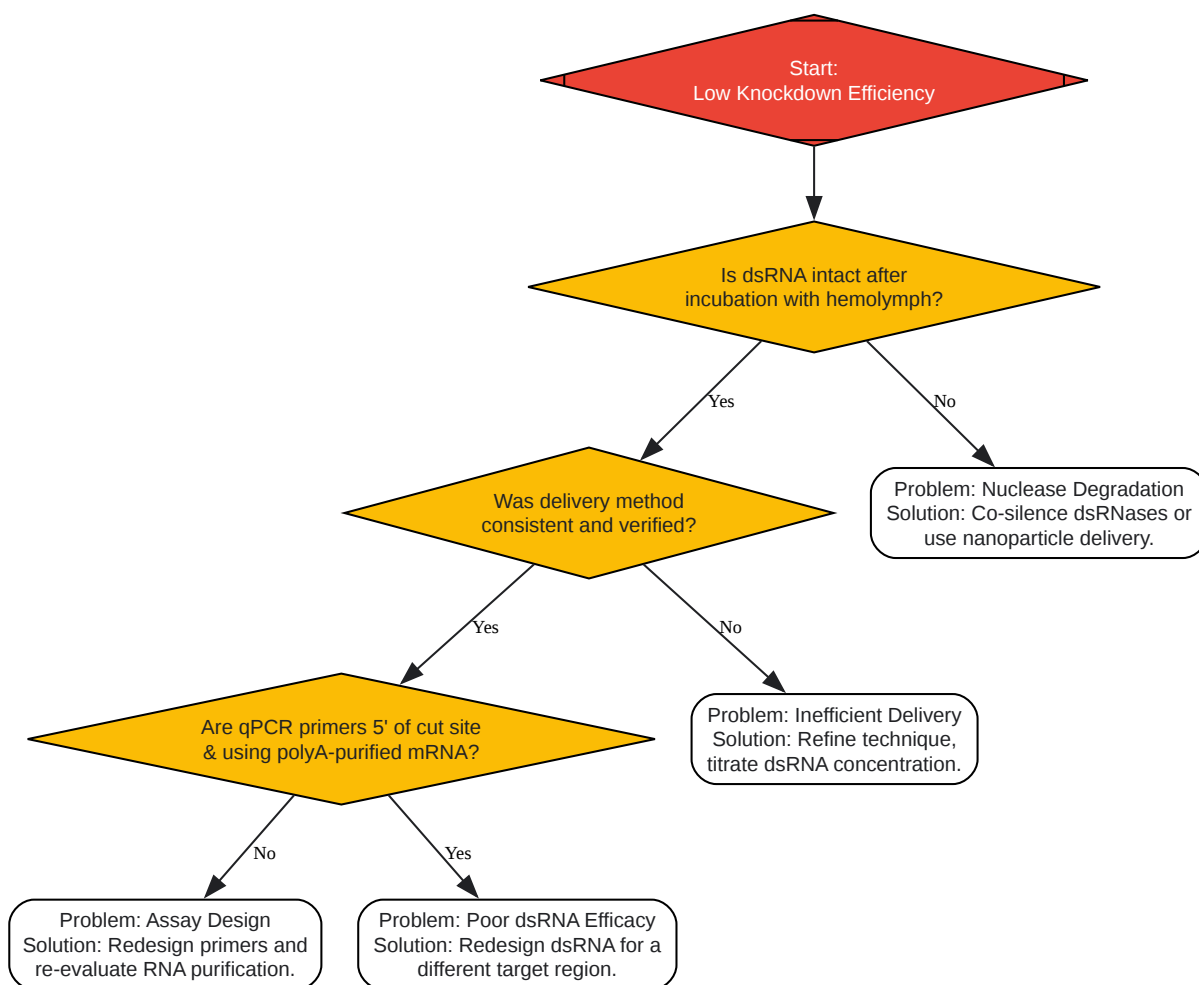 Start:
Low Knockdown Efficiency
Is dsRNA intact after
incubation with hemolymph?
Yes
No
Was delivery method
consistent and verified?
Problem: Nuclease Degradation
Solution: Co-silence dsRNases or
use nanoparticle delivery.
Yes
No
Are qPCR primers 5' of cut site
& using polyA-purified mRNA?
Problem: Inefficient Delivery
Solution: Refine technique,
titrate dsRNA concentration.
No
Yes
Problem: Assay Design
Solution: Redesign primers and
re-evaluate RNA purification.
Problem: Poor dsRNA Efficacy
Solution: Redesign dsRNA for a
different target region.